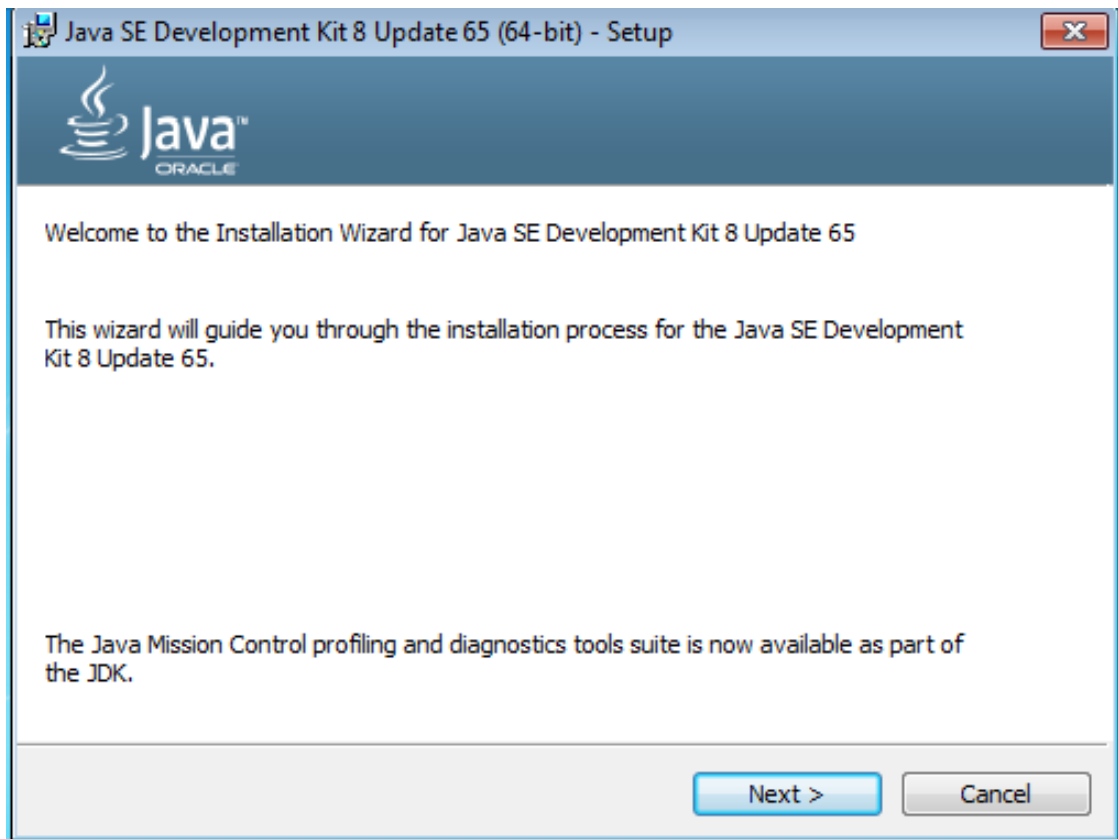 Java SE Development Kit 8 Update 65 (64-bit) - Setup
Java™
ORACLE
Welcome to the Installation Wizard for Java SE Development Kit 8 Update 65
This wizard will guide you through the installation process for the Java SE Development
Kit 8 Update 65.
The Java Mission Control profiling and diagnostics tools suite is now available as part of
the JDK.
Next > Cancel